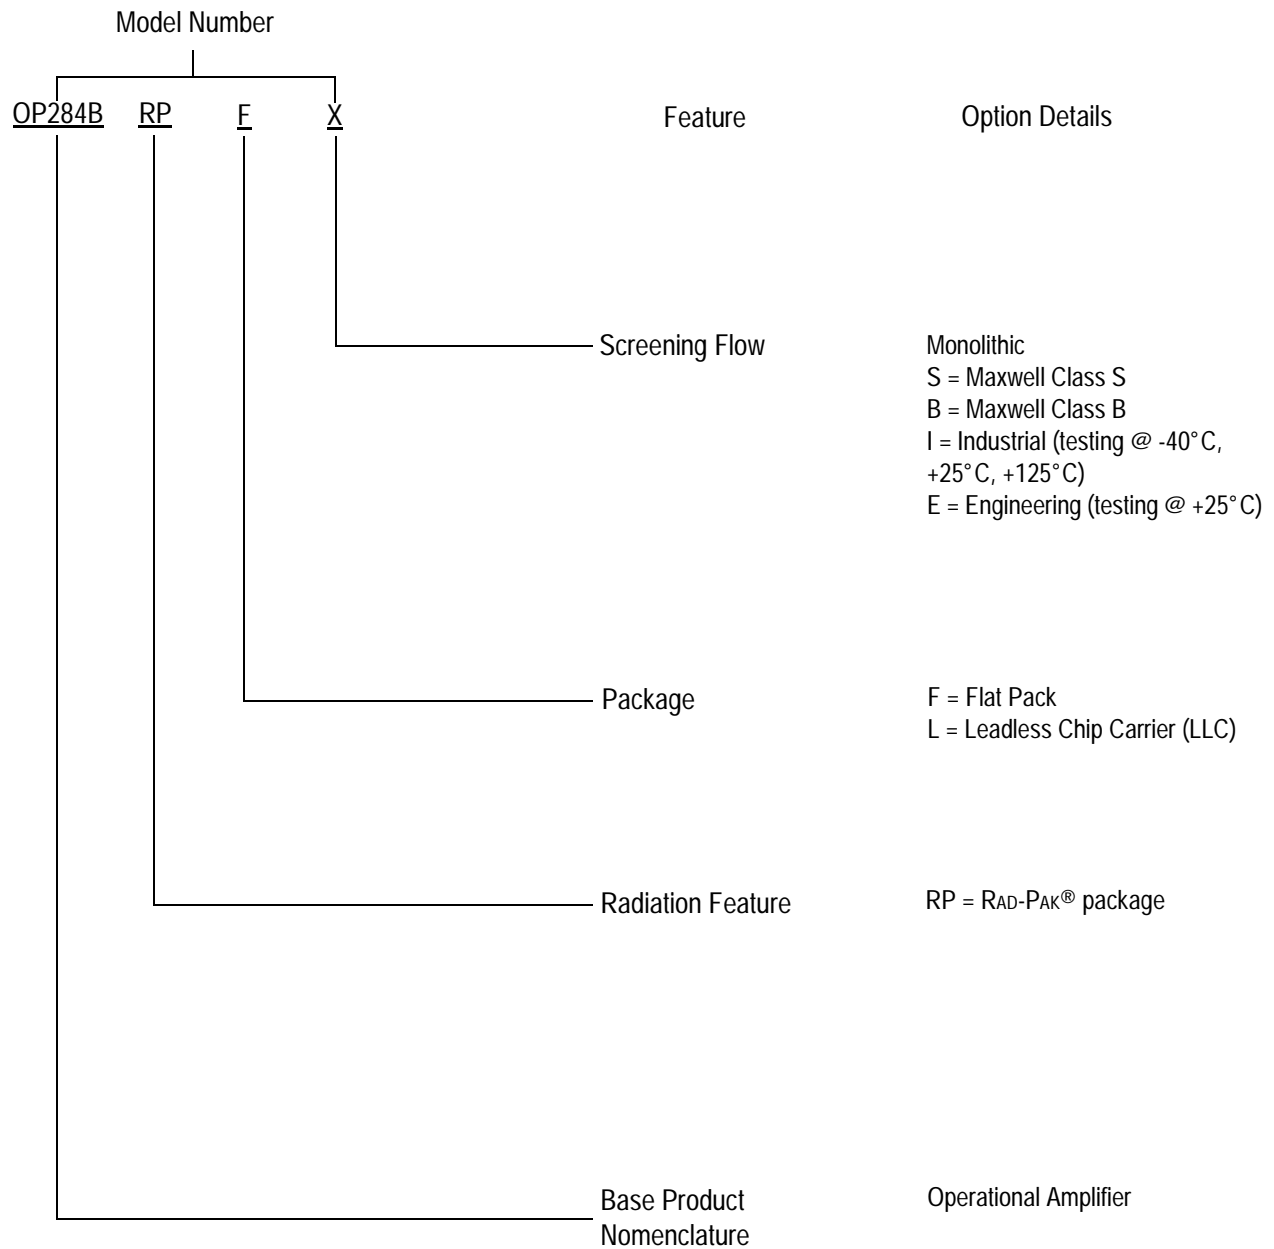 Model Number
OP284B RP F X
Feature
Option Details
Screening Flow
Monolithic
S = Maxwell Class S
B = Maxwell Class B
I = Industrial (testing @ -40°C,
+25°C, +125°C)
E = Engineering (testing @ +25°C)
Package
F = Flat Pack
L = Leadless Chip Carrier (LLC)
Radiation Feature
RP = RAD-PAK® package
Base Product
Nomenclature
Operational Amplifier